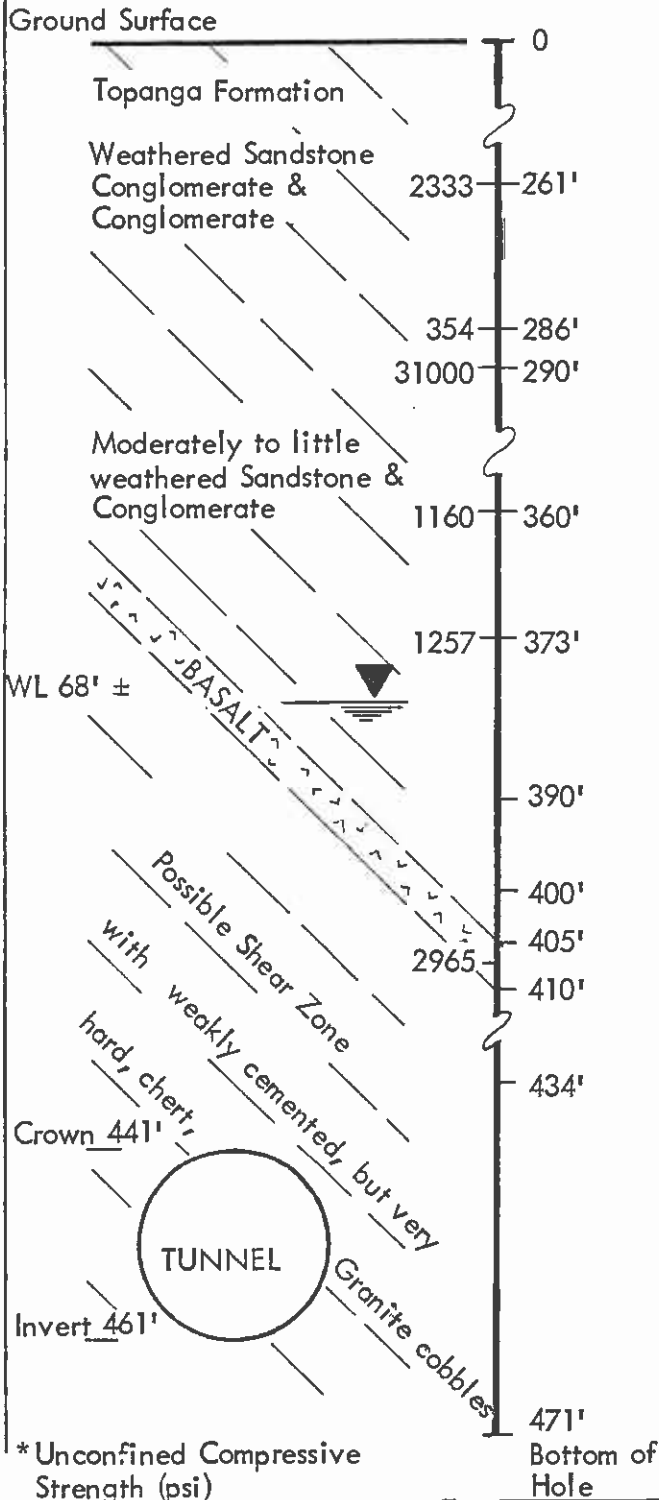 Ground Surface
0
Topanga Formation
Weathered Sandstone
Conglomerate &
Conglomerate
2333 261'
354 286'
31000 290'
Moderately to little
weathered Sandstone &
Conglomerate
1160 360'
1257 373'
WL 68' ±
BASALT
390'
400'
405'
2965
410'
Possible Shear Zone
with weakly cemented, but very
hard, chert,
Granite cobbles
434'
Crown 441'
TUNNEL
Invert 461'
471'
Bottom of
Hole
*Unconfined Compressive
Strength (psi)